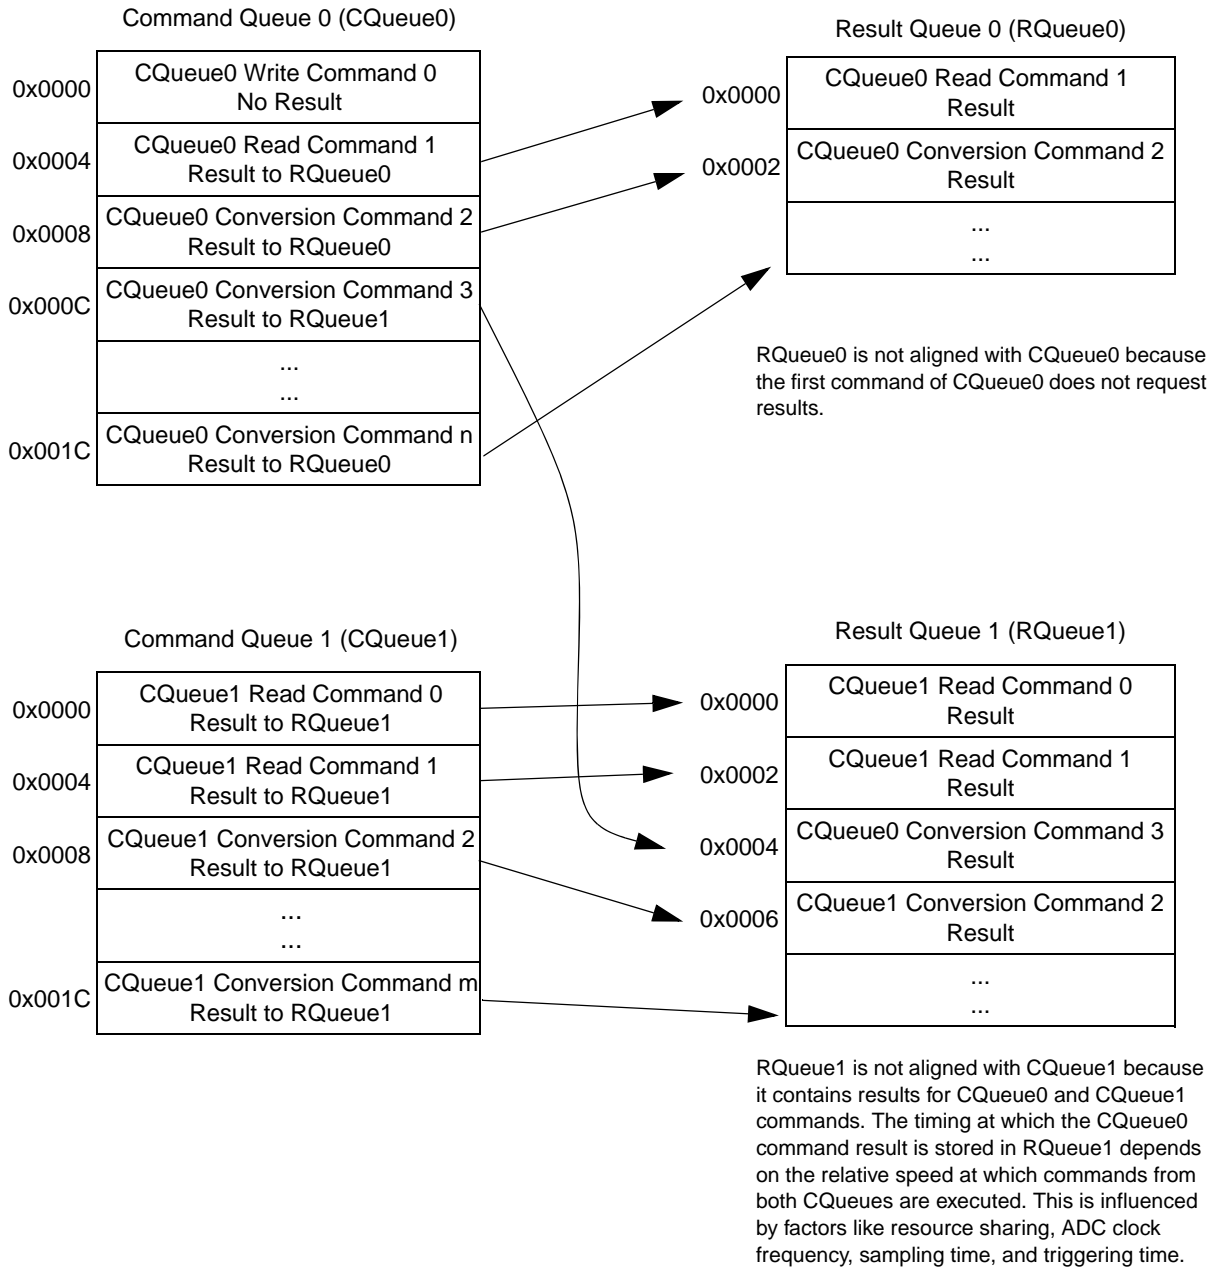 Command Queue 0 (CQueue0)
0x0000
CQueue0 Write Command 0
No Result
0x0004
CQueue0 Read Command 1
Result to RQueue0
0x0008
CQueue0 Conversion Command 2
Result to RQueue0
0x000C
CQueue0 Conversion Command 3
Result to RQueue1
...
...
0x001C
CQueue0 Conversion Command n
Result to RQueue0
Result Queue 0 (RQueue0)
0x0000
CQueue0 Read Command 1
Result
0x0002
CQueue0 Conversion Command 2
Result
...
...
RQueue0 is not aligned with CQueue0 because
the first command of CQueue0 does not request
results.
Command Queue 1 (CQueue1)
0x0000
CQueue1 Read Command 0
Result to RQueue1
0x0004
CQueue1 Read Command 1
Result to RQueue1
0x0008
CQueue1 Conversion Command 2
Result to RQueue1
...
...
0x001C
CQueue1 Conversion Command m
Result to RQueue1
Result Queue 1 (RQueue1)
0x0000
CQueue1 Read Command 0
Result
0x0002
CQueue1 Read Command 1
Result
0x0004
CQueue0 Conversion Command 3
Result
0x0006
CQueue1 Conversion Command 2
Result
...
...
RQueue1 is not aligned with CQueue1 because
it contains results for CQueue0 and CQueue1
commands. The timing at which the CQueue0
command result is stored in RQueue1 depends
on the relative speed at which commands from
both CQueues are executed. This is influenced
by factors like resource sharing, ADC clock
frequency, sampling time, and triggering time.